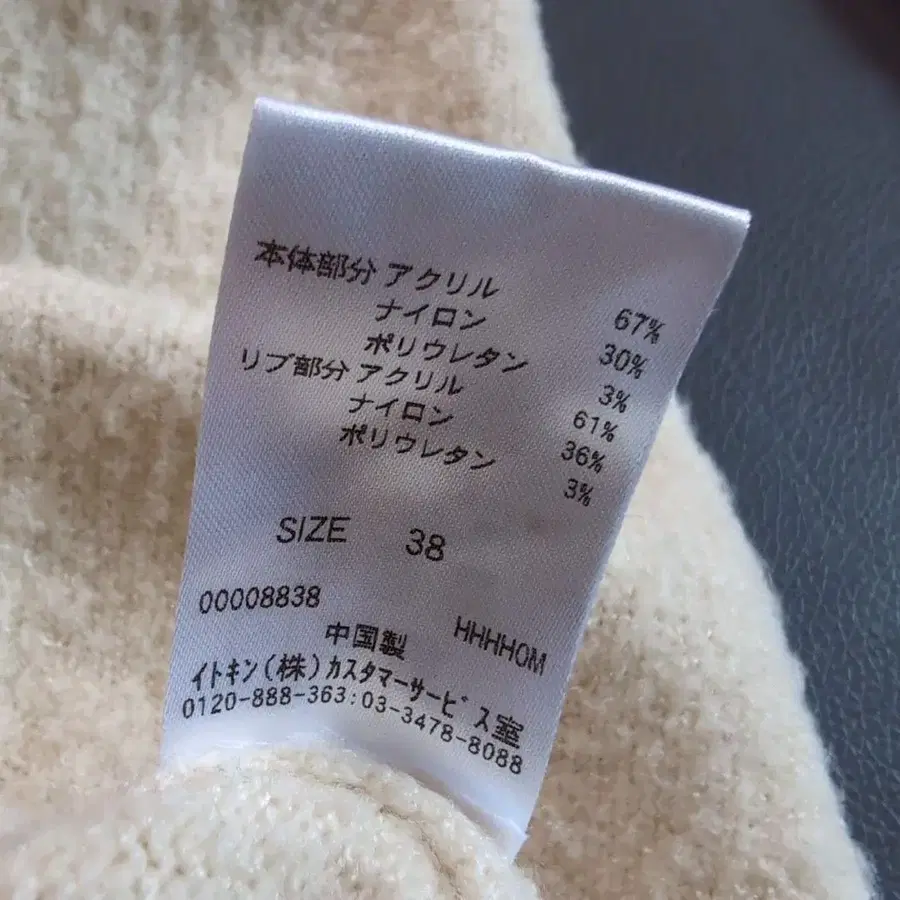 本体部分 アクリル 67%
ナイロン 30%
ポリウレタン 3%
リブ部分 アクリル 61%
ナイロン 36%
ポリウレタン 3%
SIZE 38
00008838 HHHHOM
中国製
イトキン(株)カスタマーサービス室
0120-888-363:03-3478-8088